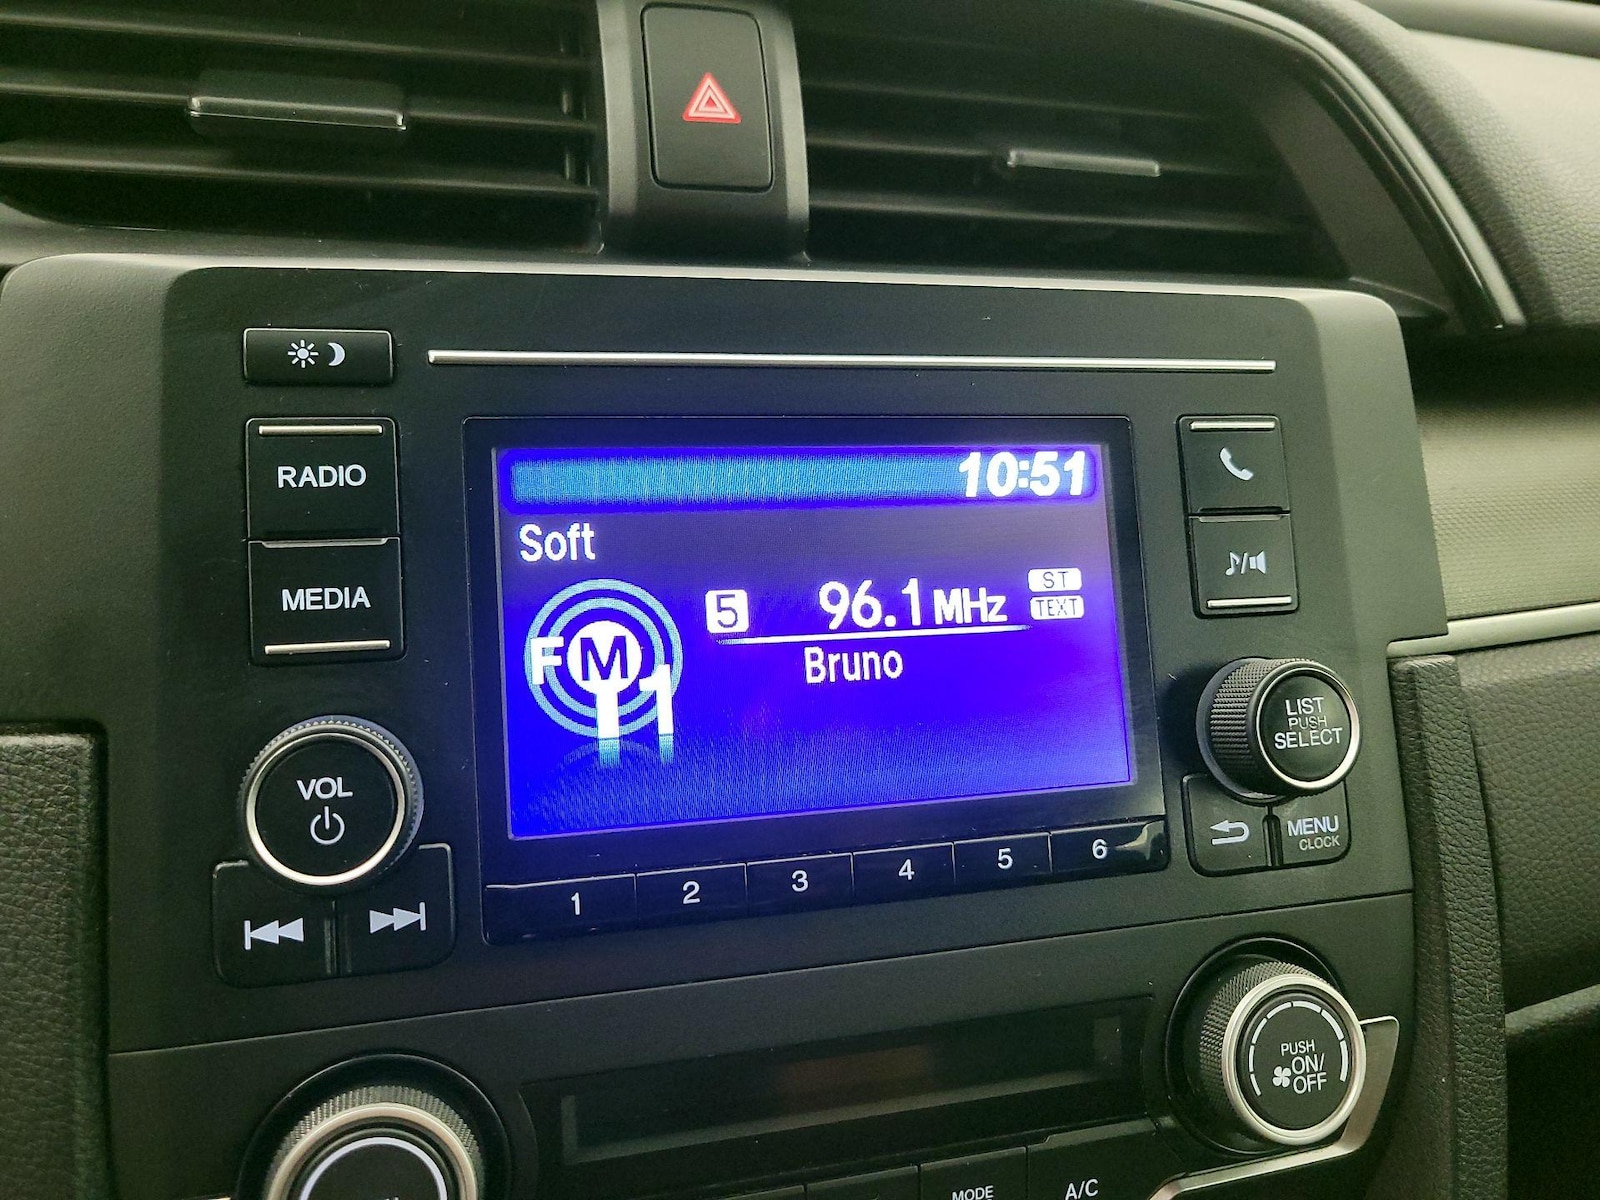 10:51
Soft
5 96.1 MHz ST
TEXT
FM 1
Bruno
RADIO
MEDIA
VOL
LIST
PUSH
SELECT
MENU
CLOCK
1 2 3 4 5 6
PUSH
ON/
OFF
MODE
A/C